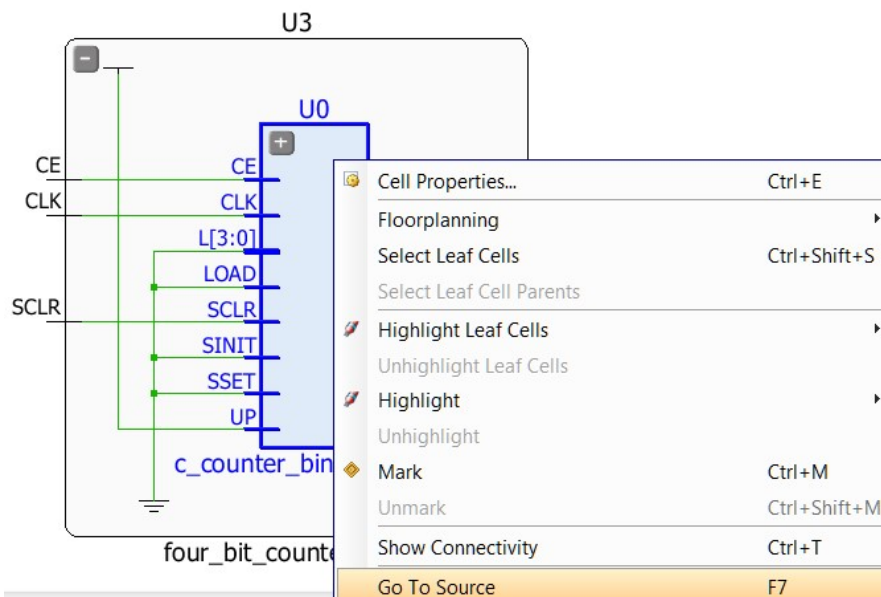 U3
U0
CE
CE
CLK
CLK
L[3:0]
LOAD
SCLR
SCLR
SINIT
SSET
UP
c_counter_bin
four_bit_counte
Cell Properties... Ctrl+E
Floorplanning
Select Leaf Cells Ctrl+Shift+S
Select Leaf Cell Parents
Highlight Leaf Cells
Unhighlight Leaf Cells
Highlight
Unhighlight
Mark Ctrl+M
Unmark Ctrl+Shift+M
Show Connectivity Ctrl+T
Go To Source F7